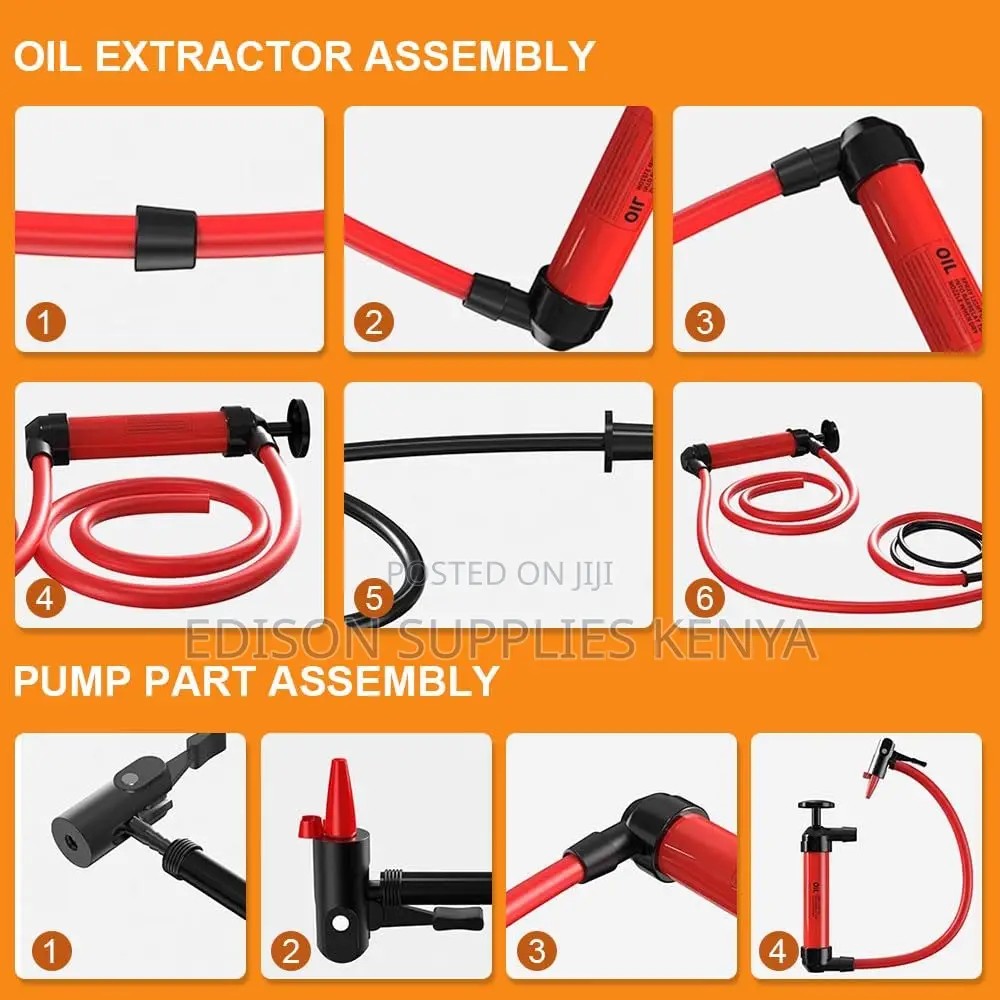 OIL EXTRACTOR ASSEMBLY
1
2
OIL
3
OIL
4
5
6
POSTED ON JIJI
EDISON SUPPLIES KENYA
PUMP PART ASSEMBLY
1
2
3
4
OIL